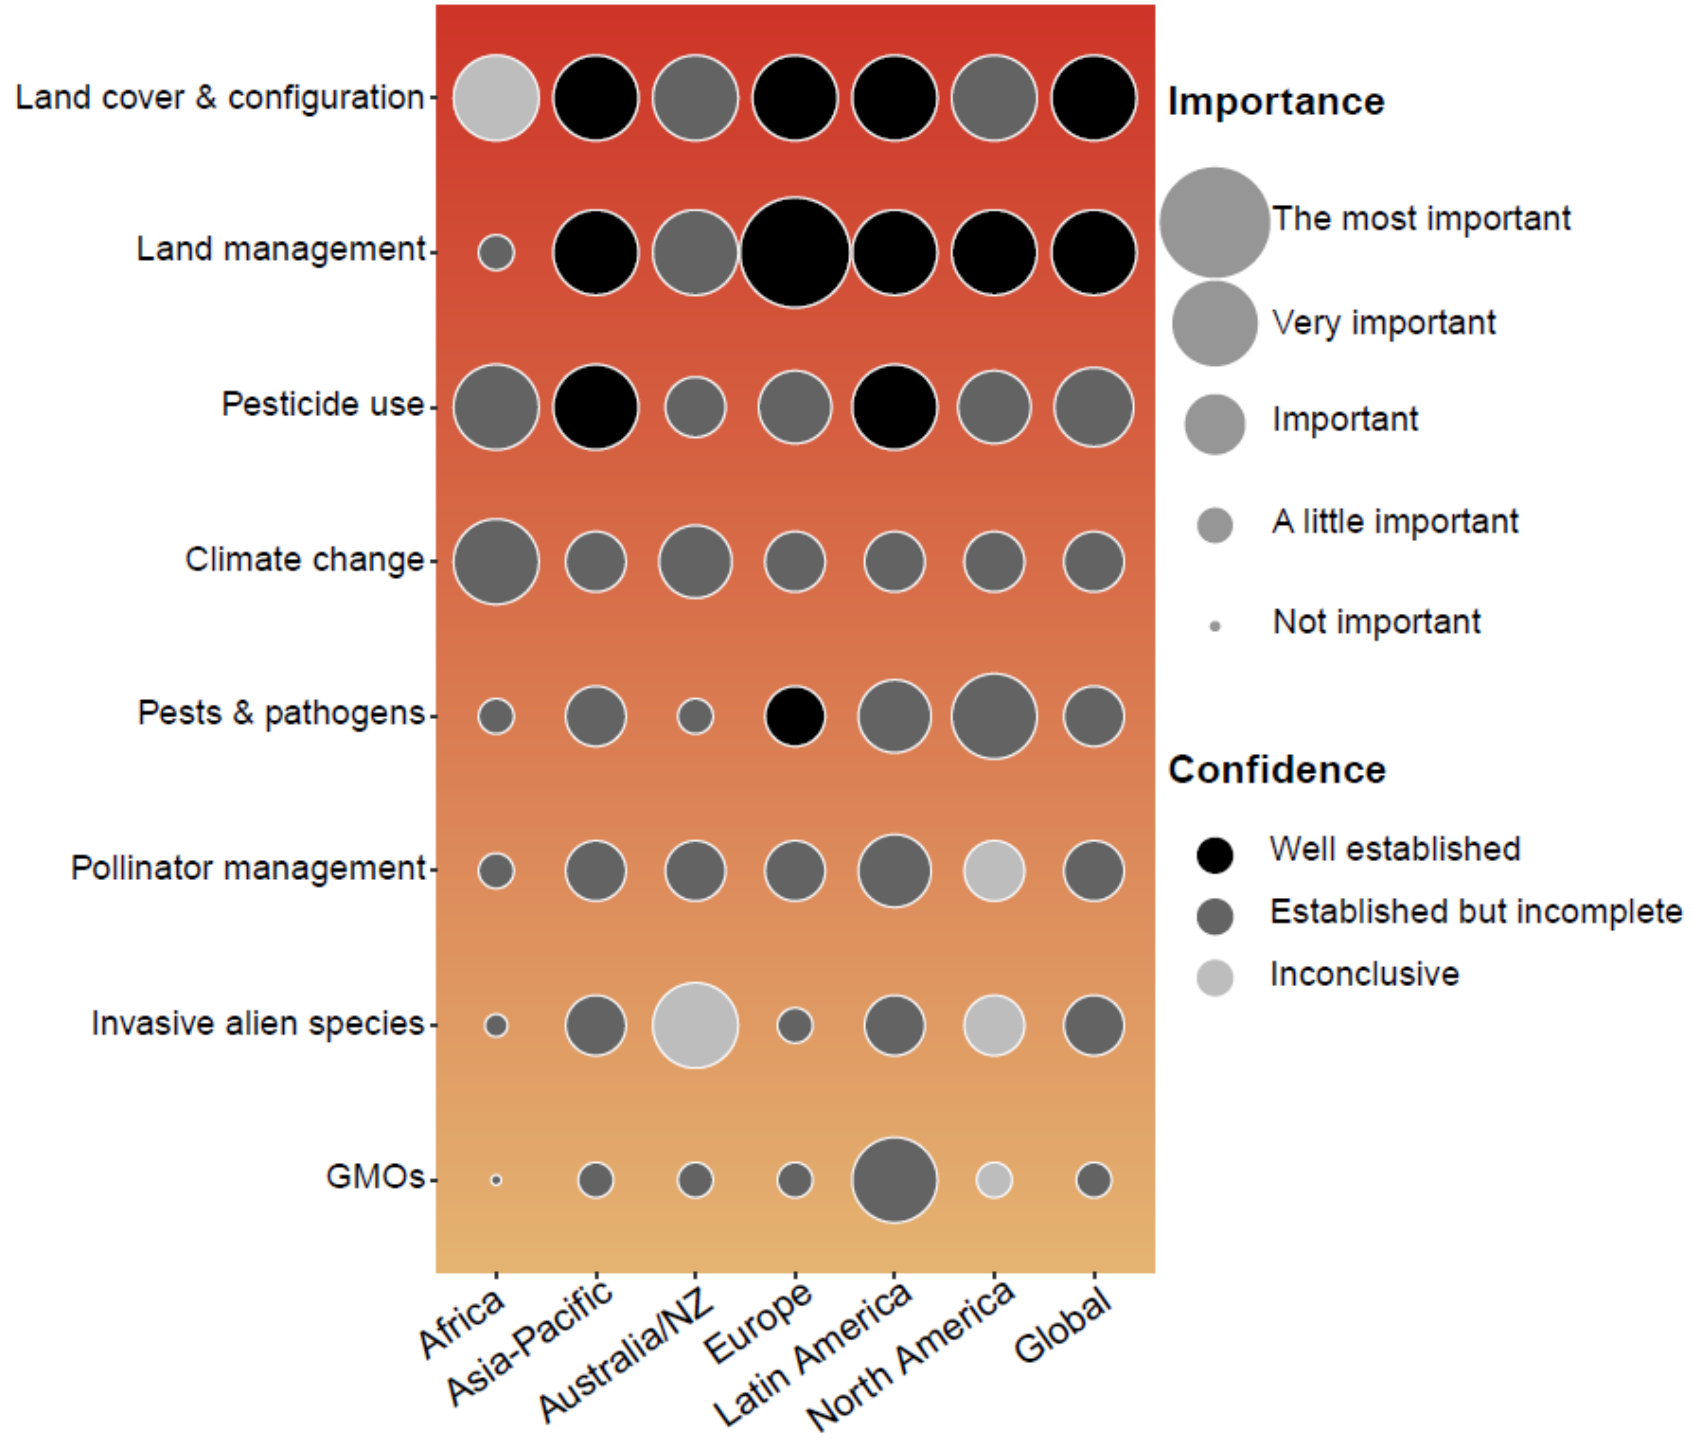 Land cover & configuration
Land management
Pesticide use
Climate change
Pests & pathogens
Pollinator management
Invasive alien species
GMOs
Africa
Asia-Pacific
Australia/NZ
Europe
Latin America
North America
Global
Importance
The most important
Very important
Important
A little important
Not important
Confidence
Well established
Established but incomplete
Inconclusive